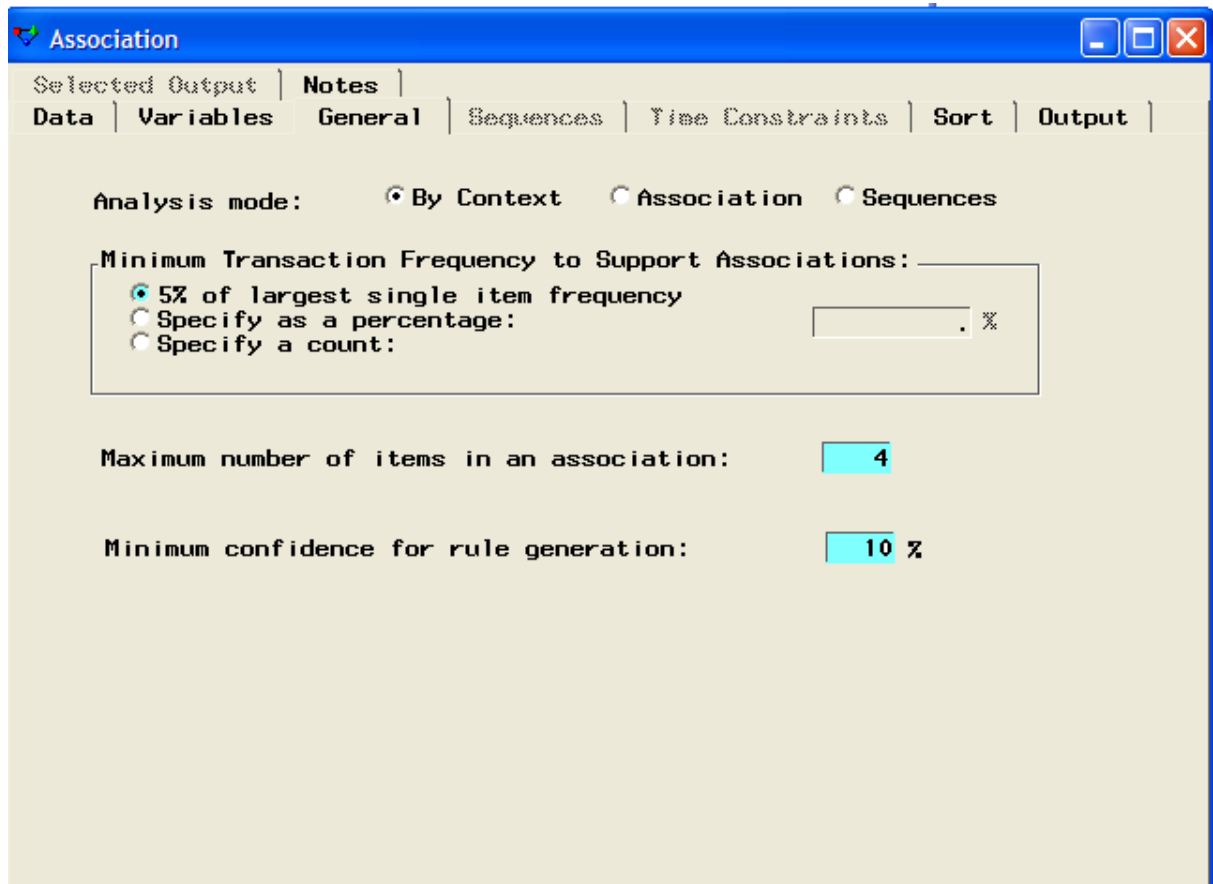 Association
Selected Output Notes
Data Variables General Sequences Time Constraints Sort Output
Analysis mode: By Context Association Sequences
Minimum Transaction Frequency to Support Associations:
5% of largest single item frequency
Specify as a percentage: . %
Specify a count:
Maximum number of items in an association: 4
Minimum confidence for rule generation: 10 %